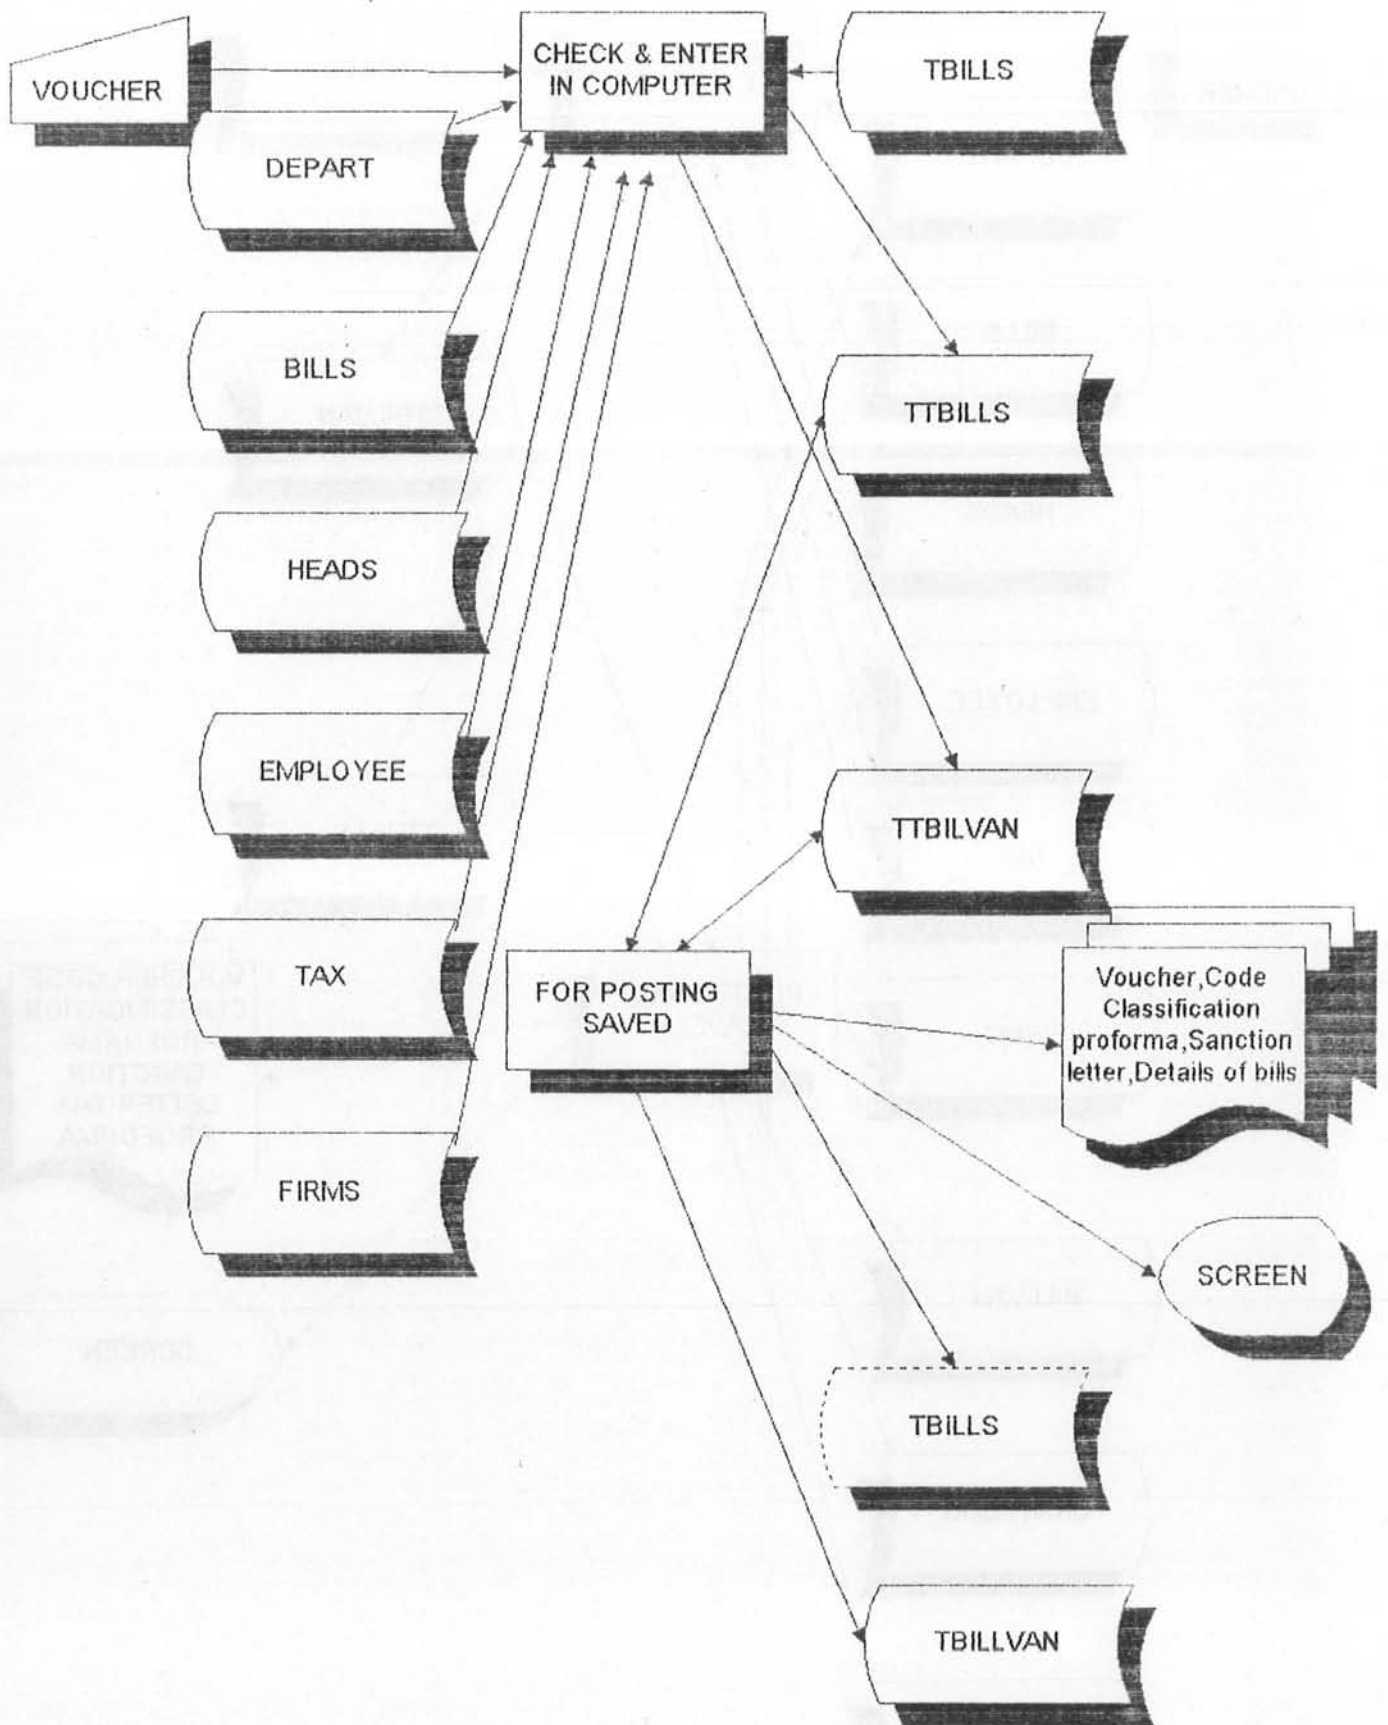 VOUCHER
CHECK & ENTER
IN COMPUTER
TBILLS
DEPART
BILLS
TTBILLS
HEADS
EMPLOYEE
TTBILVAN
TAX
FOR POSTING
SAVED
Voucher,Code
Classification
proforma,Sanction
letter,Details of bills
FIRMS
SCREEN
TBILLS
TBILLVAN